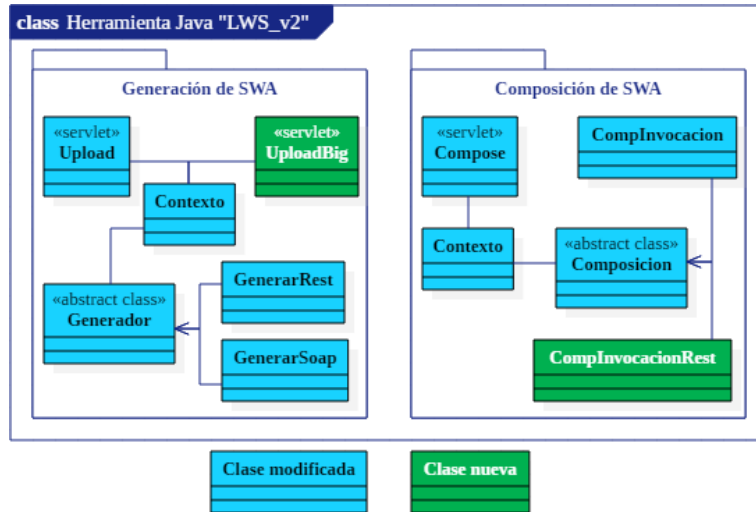 class Herramienta Java "LWS_v2"
Generación de SWA
«servlet»
Upload
«servlet»
UploadBig
Contexto
«abstract class»
Generador
GenerarRest
GenerarSoap
Composición de SWA
«servlet»
Compose
CompInvocacion
Contexto
«abstract class»
Composicion
CompInvocacionRest
Clase modificada
Clase nueva